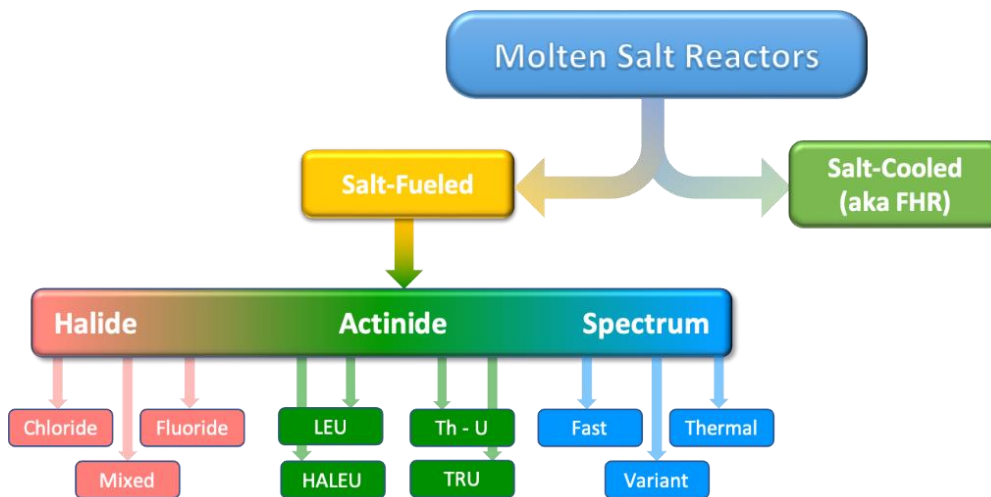 Molten Salt Reactors
Salt-Fueled
Salt-Cooled
(aka FHR)
Halide
Actinide
Spectrum
Chloride
Fluoride
Mixed
LEU
HALEU
Th - U
TRU
Fast
Thermal
Variant